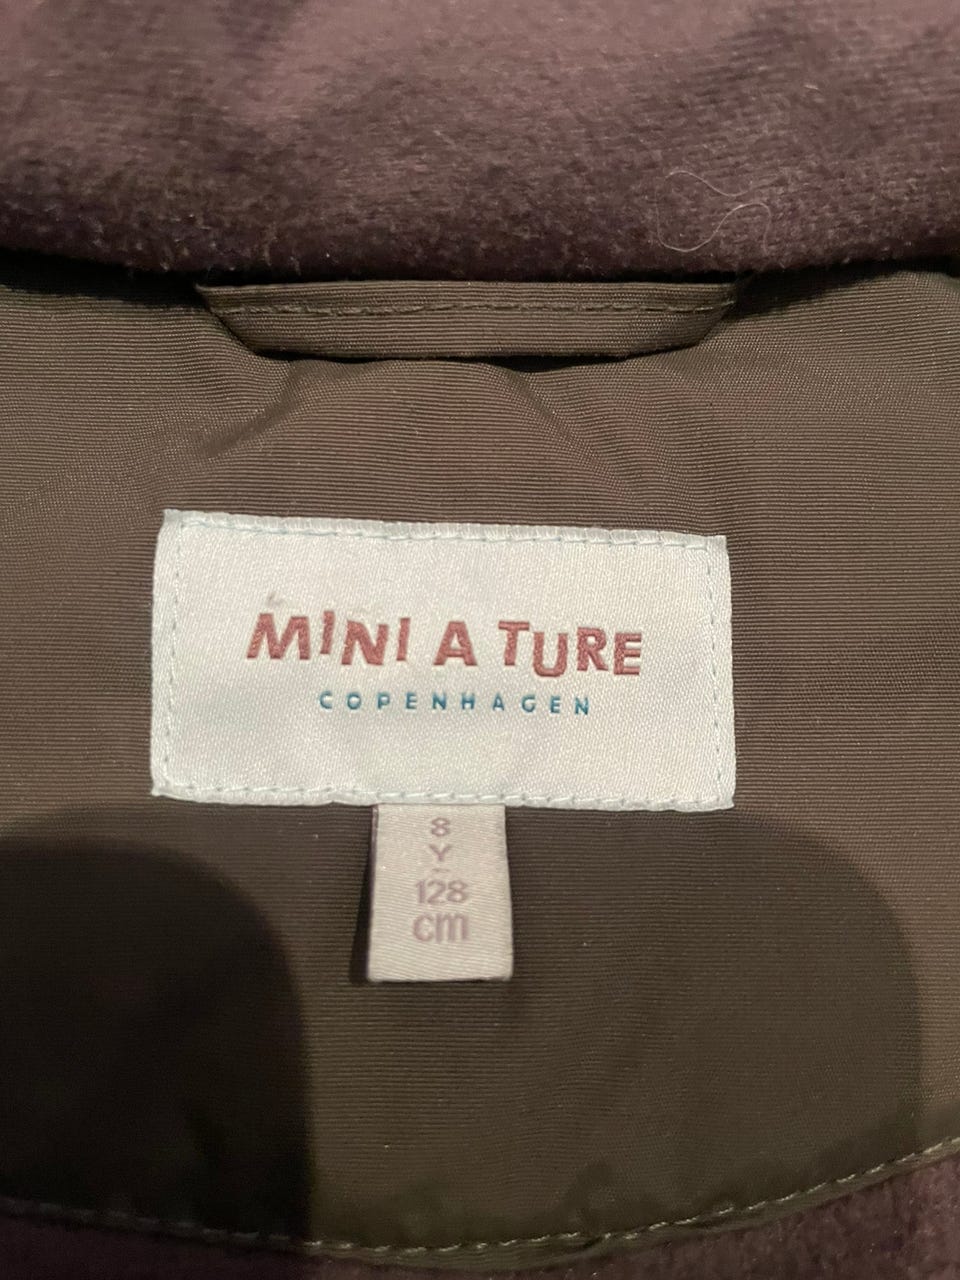 MINI A TURE
COPENHAGEN
8
Y
~
128
cm